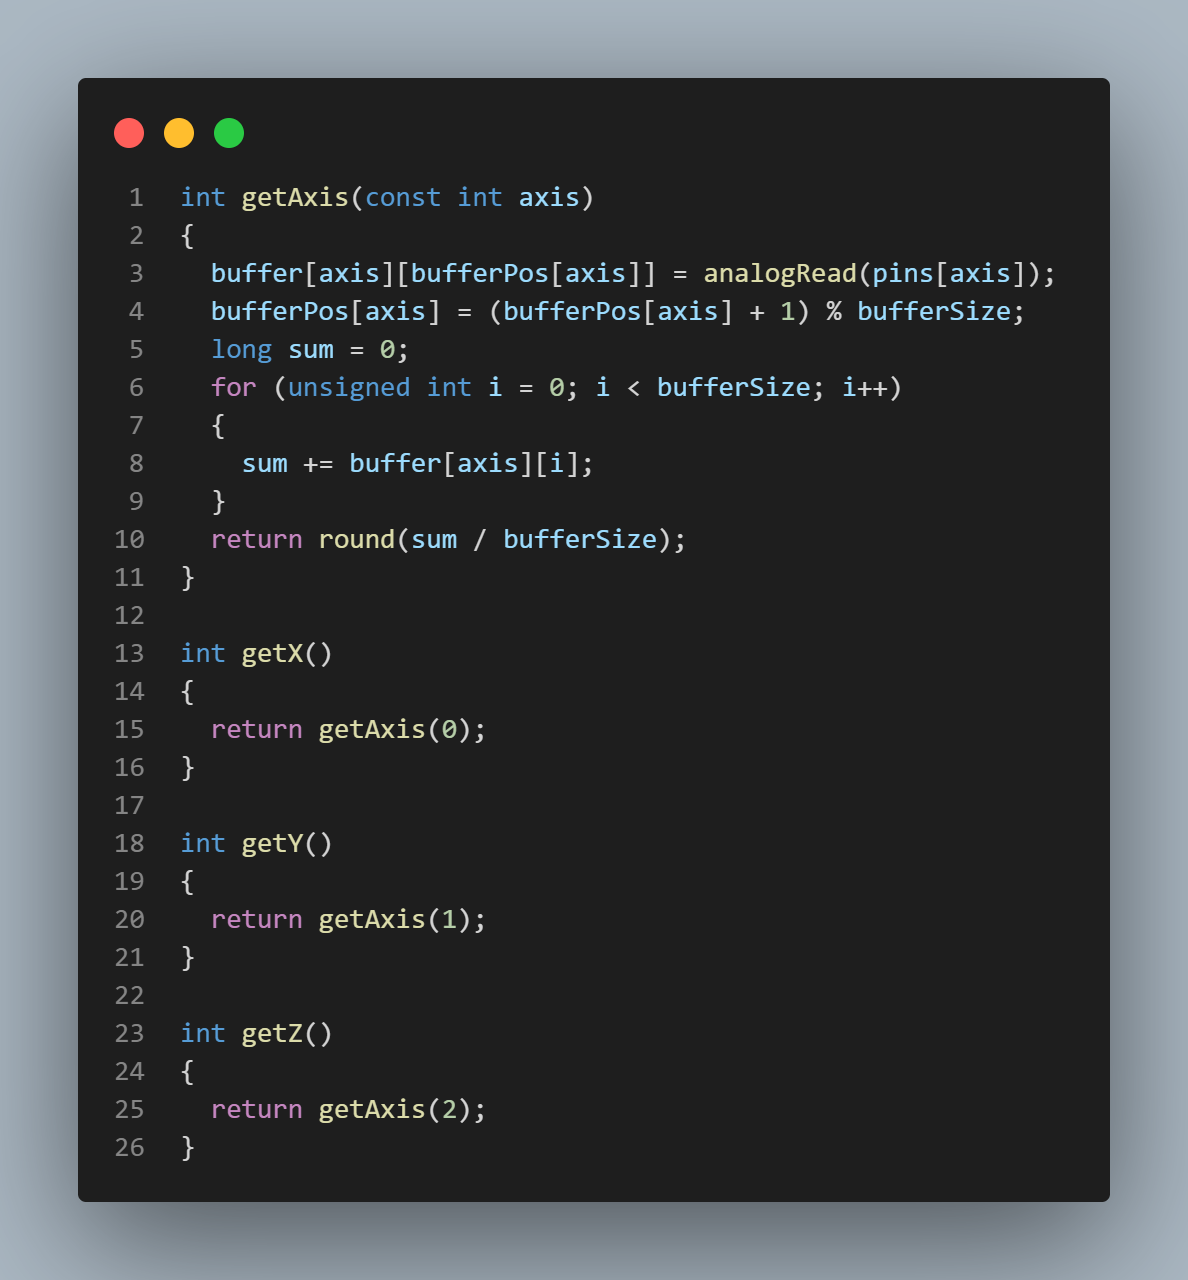 1 int getAxis(const int axis)
2 {
3   buffer[axis][bufferPos[axis]] = analogRead(pins[axis]);
4   bufferPos[axis] = (bufferPos[axis] + 1) % bufferSize;
5   long sum = 0;
6   for (unsigned int i = 0; i < bufferSize; i++)
7   {
8     sum += buffer[axis][i];
9   }
10   return round(sum / bufferSize);
11 }
12
13 int getX()
14 {
15   return getAxis(0);
16 }
17
18 int getY()
19 {
20   return getAxis(1);
21 }
22
23 int getZ()
24 {
25   return getAxis(2);
26 }